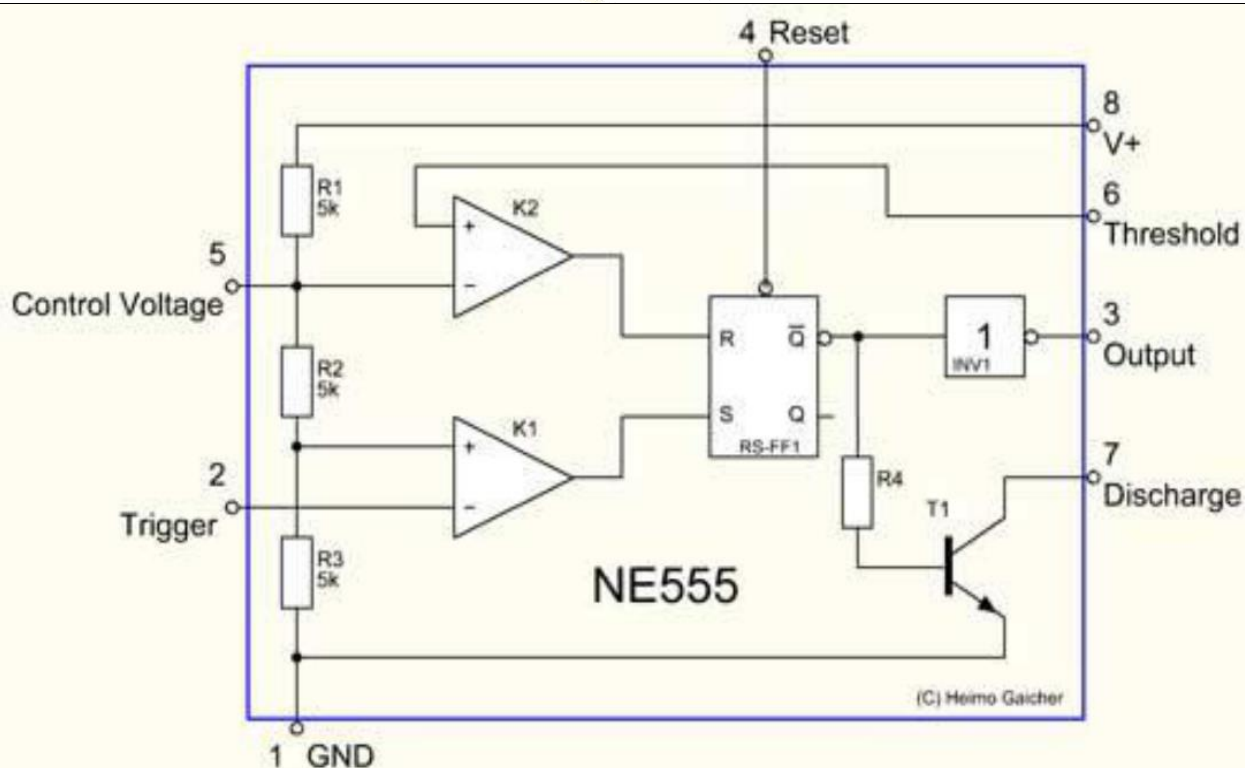 4 Reset
8
V+
R1
5k
K2
6
Threshold
+
5
Control Voltage
-
R
Q̅
1
INV1
3
Output
R2
5k
K1
S
Q
RS-FF1
+
2
Trigger
-
R4
7
Discharge
T1
R3
5k
NE555
(C) Heimo Gaicher
1 GND